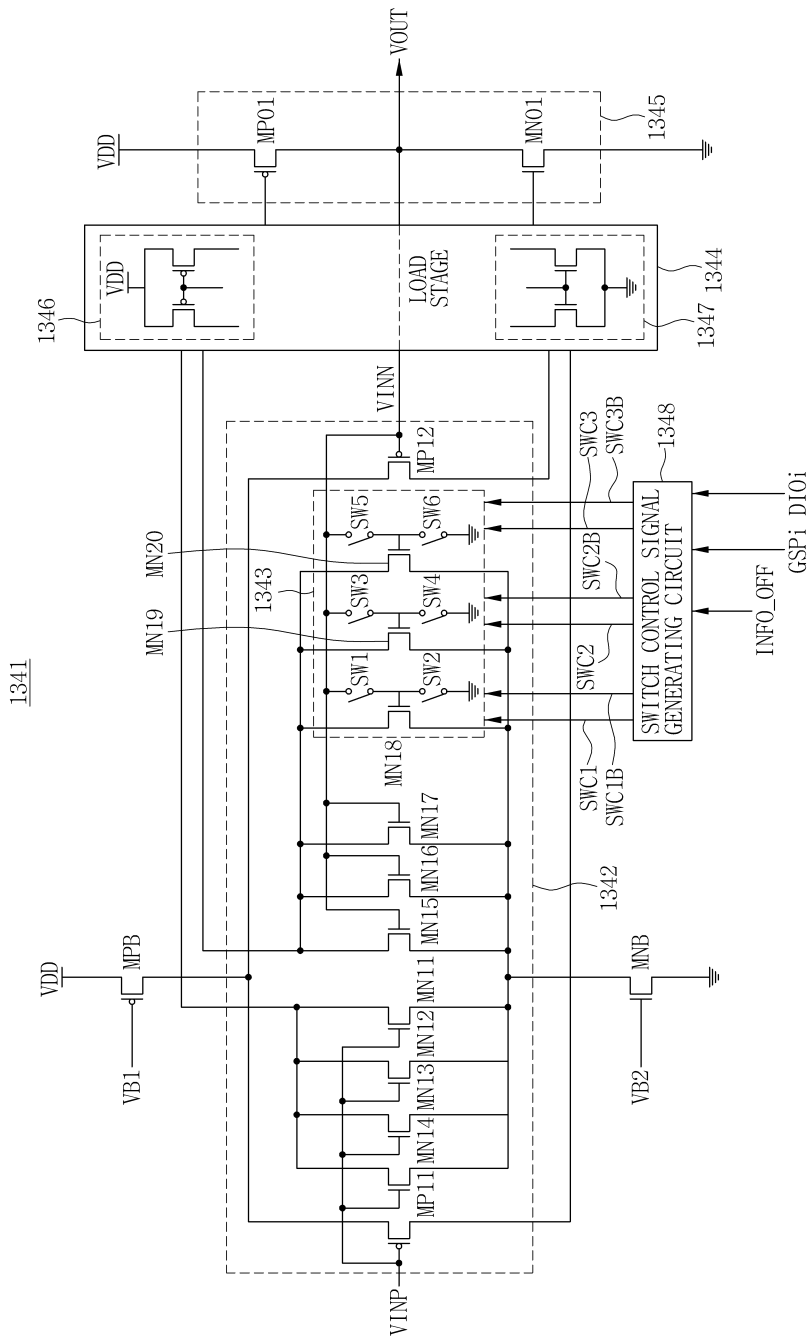 1341
VDD
VB1
MPB
VINP
MP11
MN14
MN13
MN12
MN11
MN15
MN16
MN17
MN18
MN19
MN20
1343
SW1
SW2
SW3
SW4
SW5
SW6
MP12
VINN
1342
VB2
MNB
SWC1
SWC1B
SWC2
SWC2B
SWC3
SWC3B
1348
SWITCH CONTROL SIGNAL
GENERATING CIRCUIT
INFO_OFF
GSPi
DIOi
1346
VDD
LOAD
STAGE
1347
1344
VDD
MPO1
VOUT
MNO1
1345